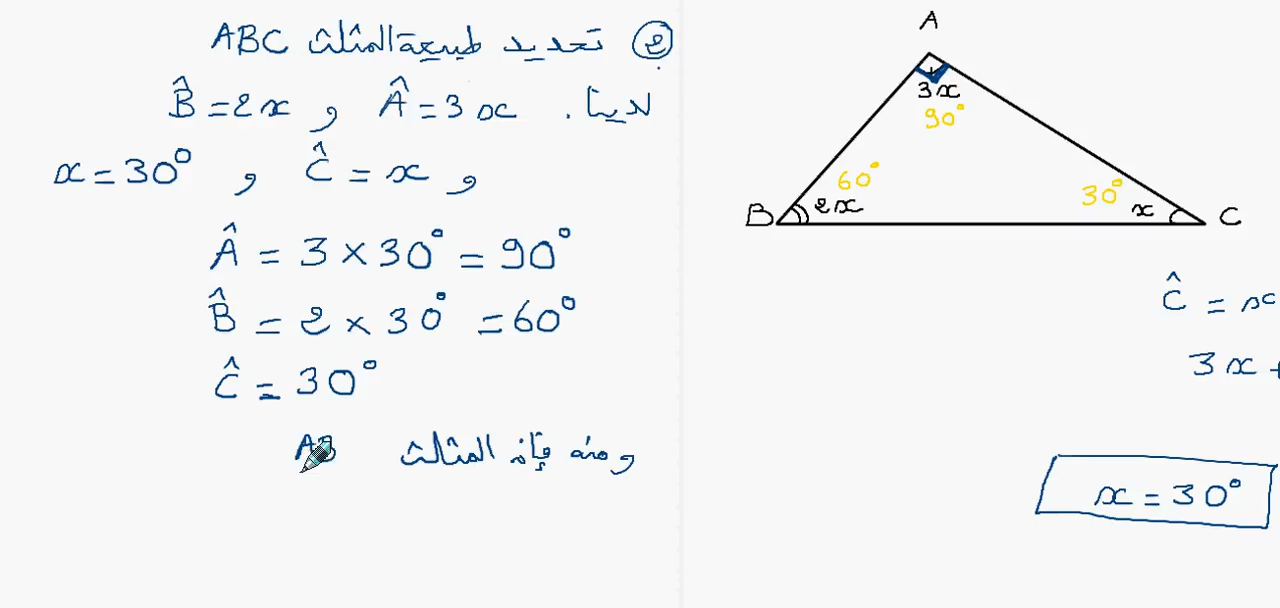 ② تحديد طبيعة المثلث ABC
لدينا . Â = 3x و B̂ = 2x
و Ĉ = x و x = 30°
Â = 3 × 30° = 90°
B̂ = 2 × 30° = 60°
Ĉ = 30°
ومنه فإن المثلث AB
A
3x
90°
60°
30°
B
2x
x
C
Ĉ = x
3x +
x = 30°